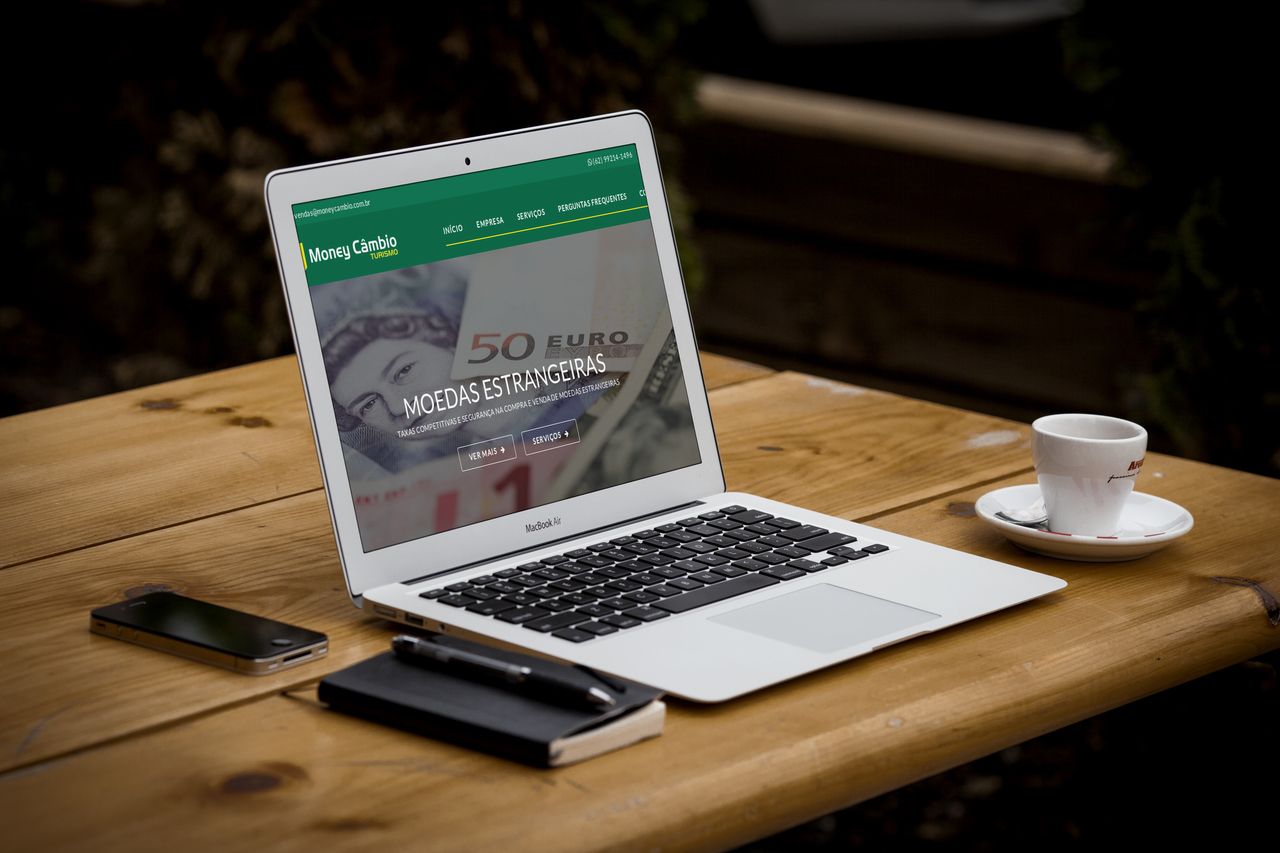 vendas@moneycambio.com.br
(62) 99214-1496
Money Câmbio
TURISMO
INÍCIO EMPRESA SERVIÇOS PERGUNTAS FREQUENTES
50 EURO
MOEDAS ESTRANGEIRAS
TAXAS COMPETITIVAS E SEGURANÇA NA COMPRA E VENDA DE MOEDAS ESTRANGEIRAS
VER MAIS → SERVIÇOS →
1
MacBook Air